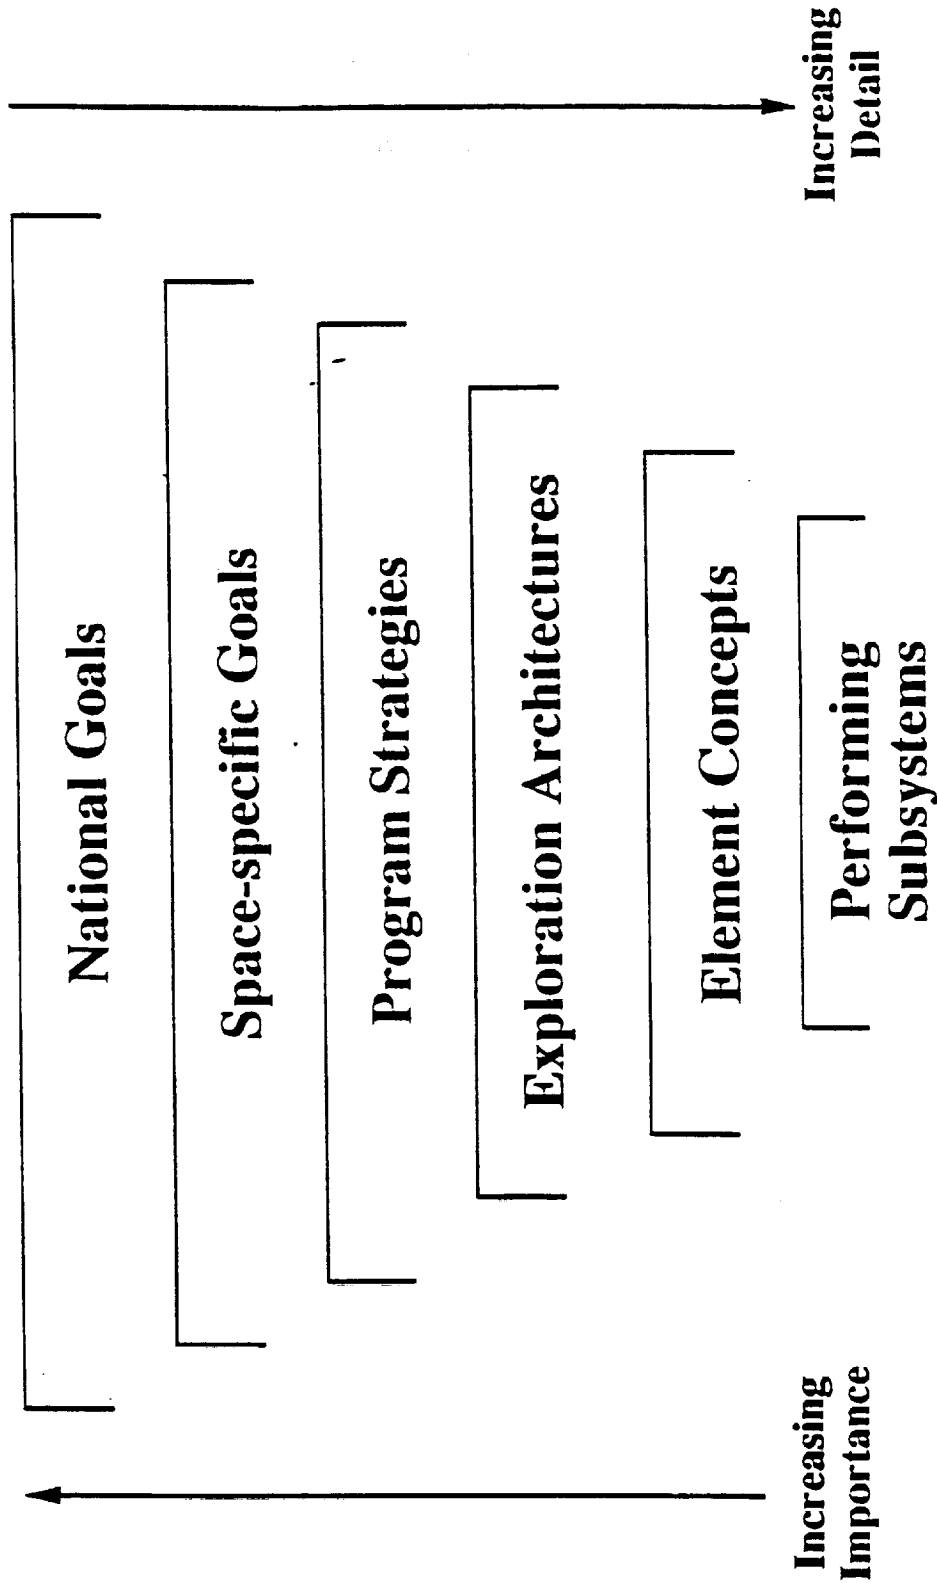 National Goals
Space-specific Goals
Program Strategies
Exploration Architectures
Element Concepts
Performing
Subsystems
Increasing
Importance
Increasing
Detail